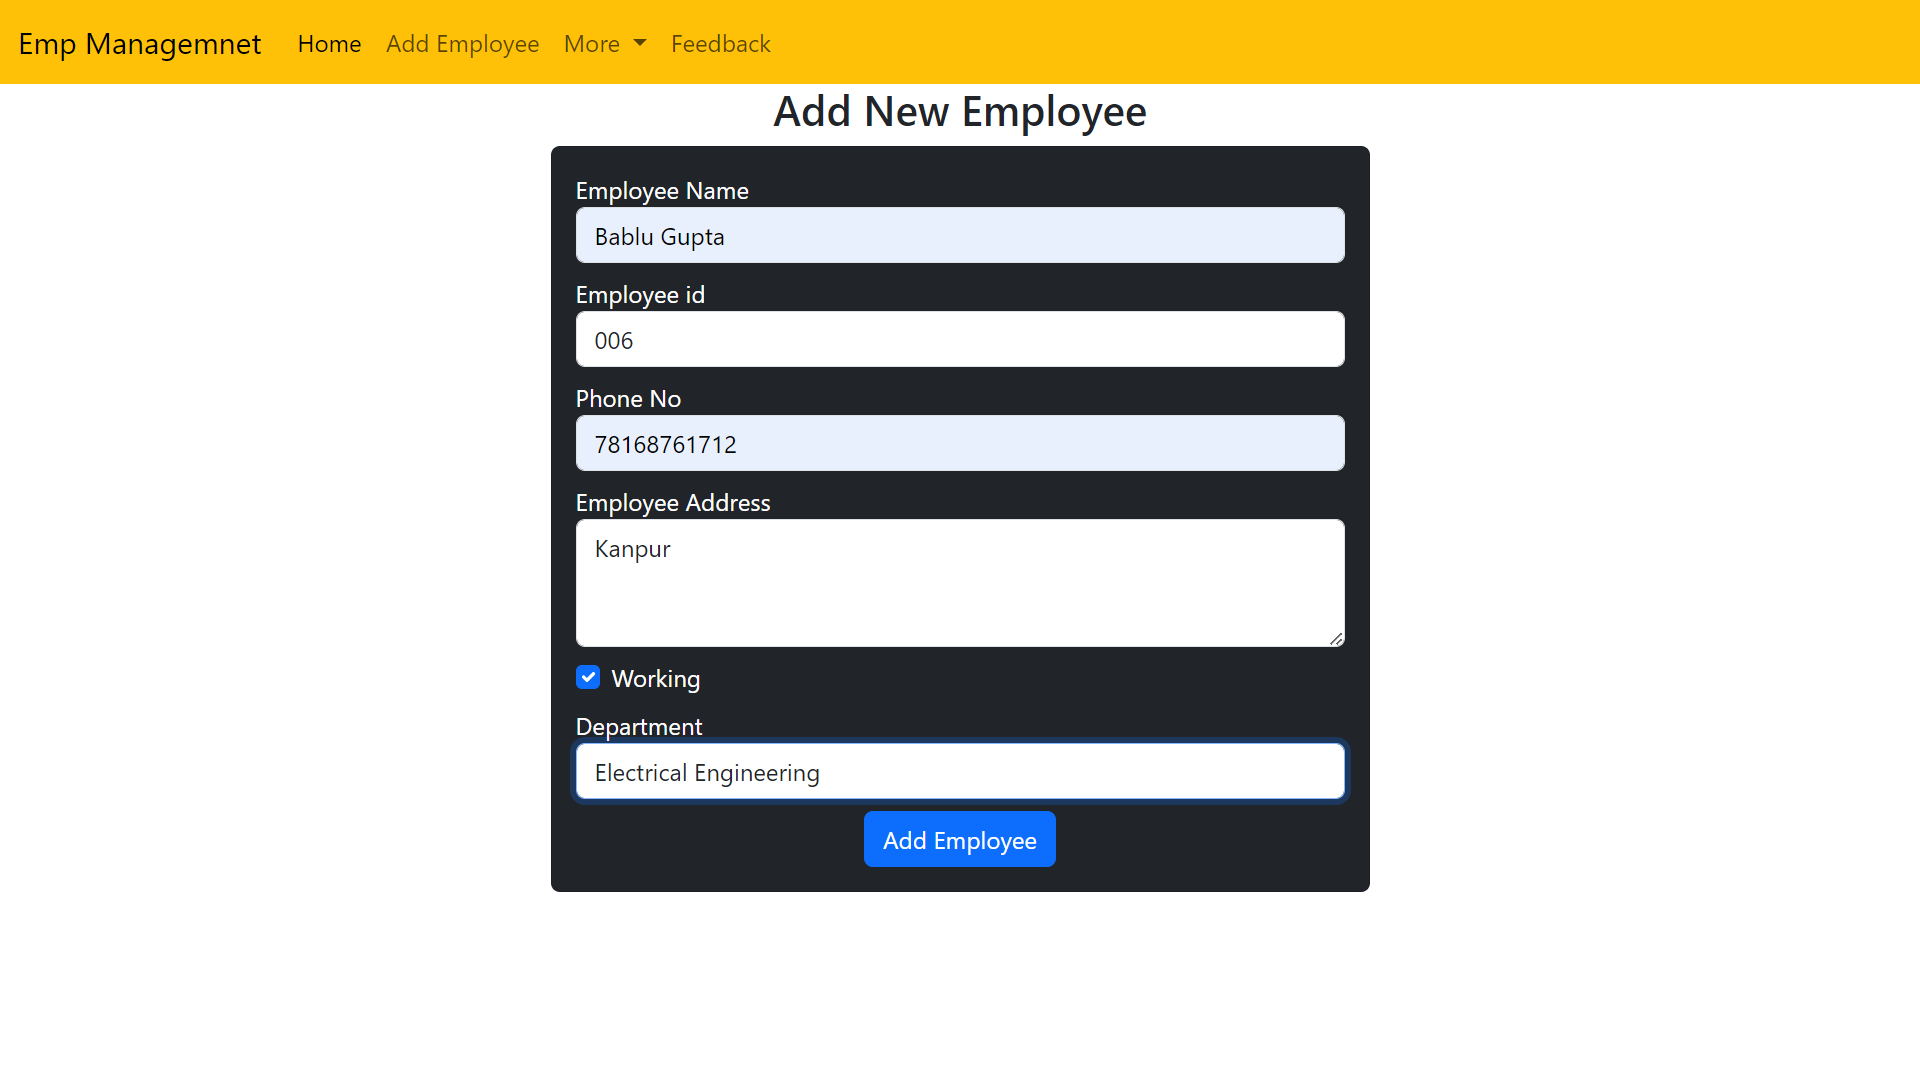 Emp Managemnet Home Add Employee More Feedback
Add New Employee
Employee Name
Bablu Gupta
Employee id
006
Phone No
78168761712
Employee Address
Kanpur
Working
Department
Electrical Engineering
Add Employee